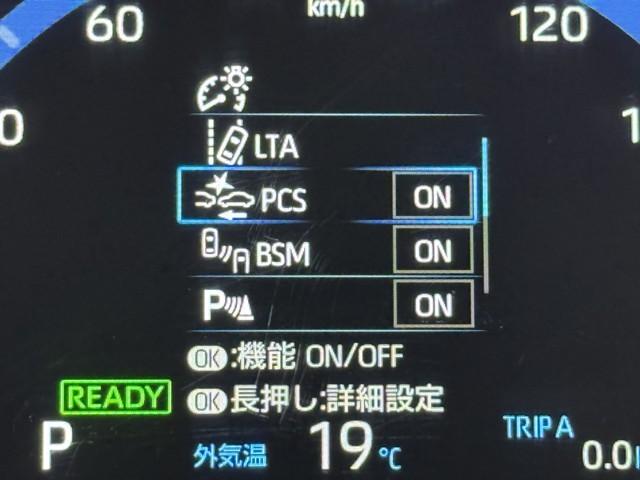 km/h
60
120
0
1
LTA
PCS ON
BSM ON
P ON
OK:機能 ON/OFF
OK長押し:詳細設定
READY
TRIP A
P
外気温 19℃
0.0